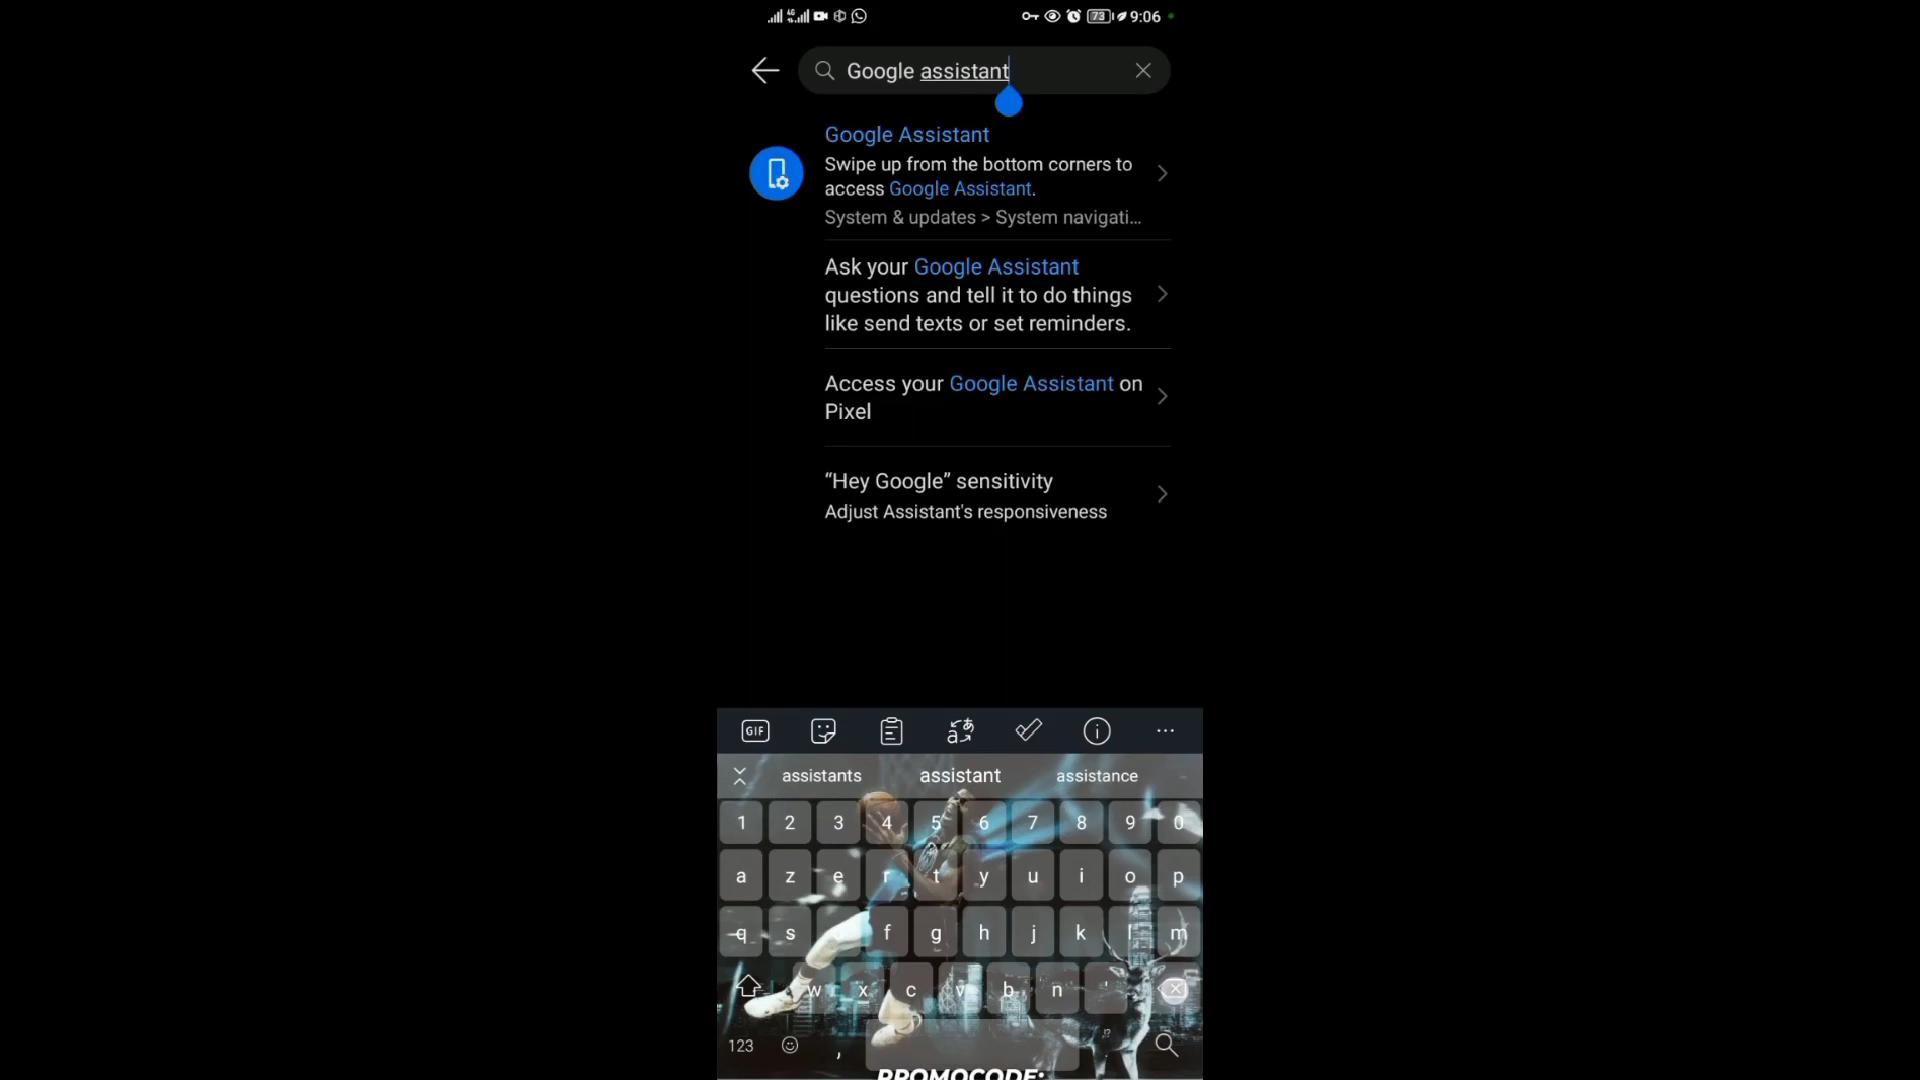 9:06
73
Google assistant
Google Assistant
Swipe up from the bottom corners to
access Google Assistant.
System & updates > System navigati...
Ask your Google Assistant
questions and tell it to do things
like send texts or set reminders.
Access your Google Assistant on
Pixel
“Hey Google” sensitivity
Adjust Assistant's responsiveness
GIF
assistants assistant assistance
1 2 3 4 5 6 7 8 9 0
a z e r t y u i o p
q s f g h j k l m
w x c v b n '
123 ,
PROMOCODE: